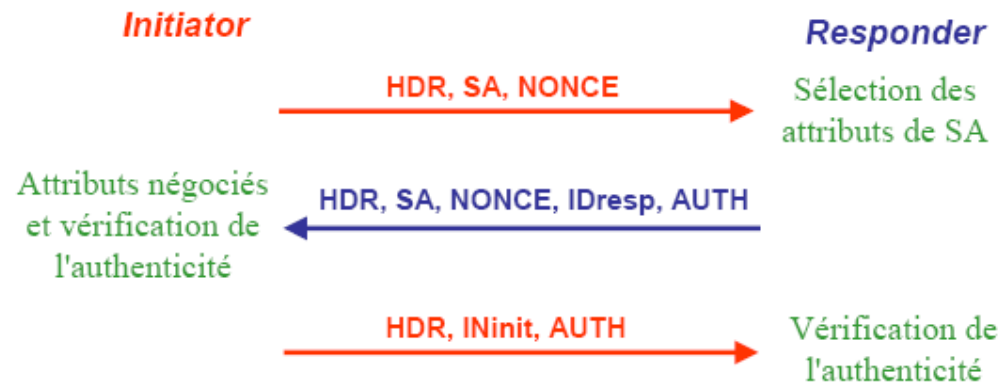 Initiator
Responder
HDR, SA, NONCE
Sélection des
attributs de SA
Attributs négociés
et vérification de
l'authenticité
HDR, SA, NONCE, IDresp, AUTH
HDR, INinit, AUTH
Vérification de
l'authenticité